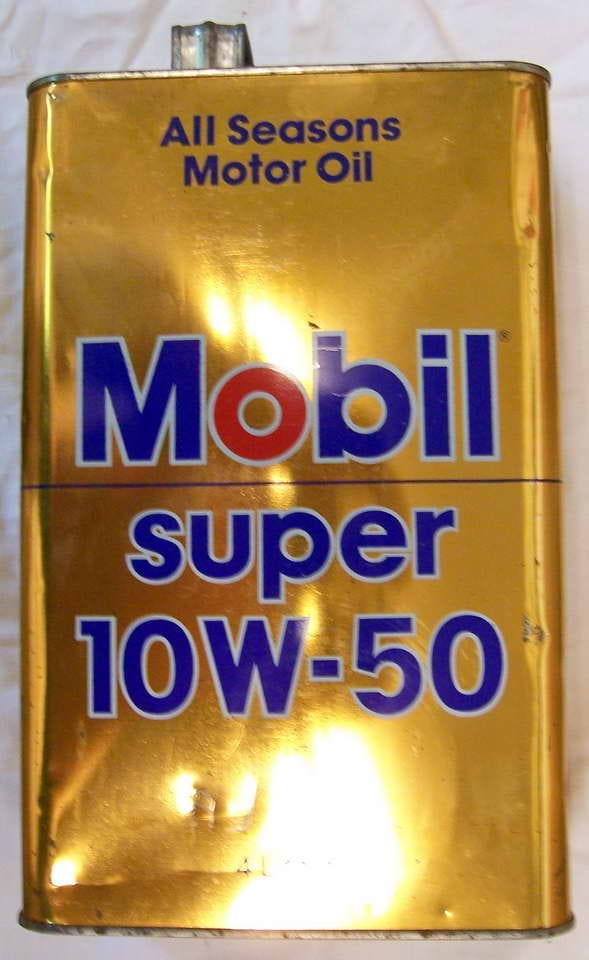 All Seasons
Motor Oil
Mobil®
super
10W-50